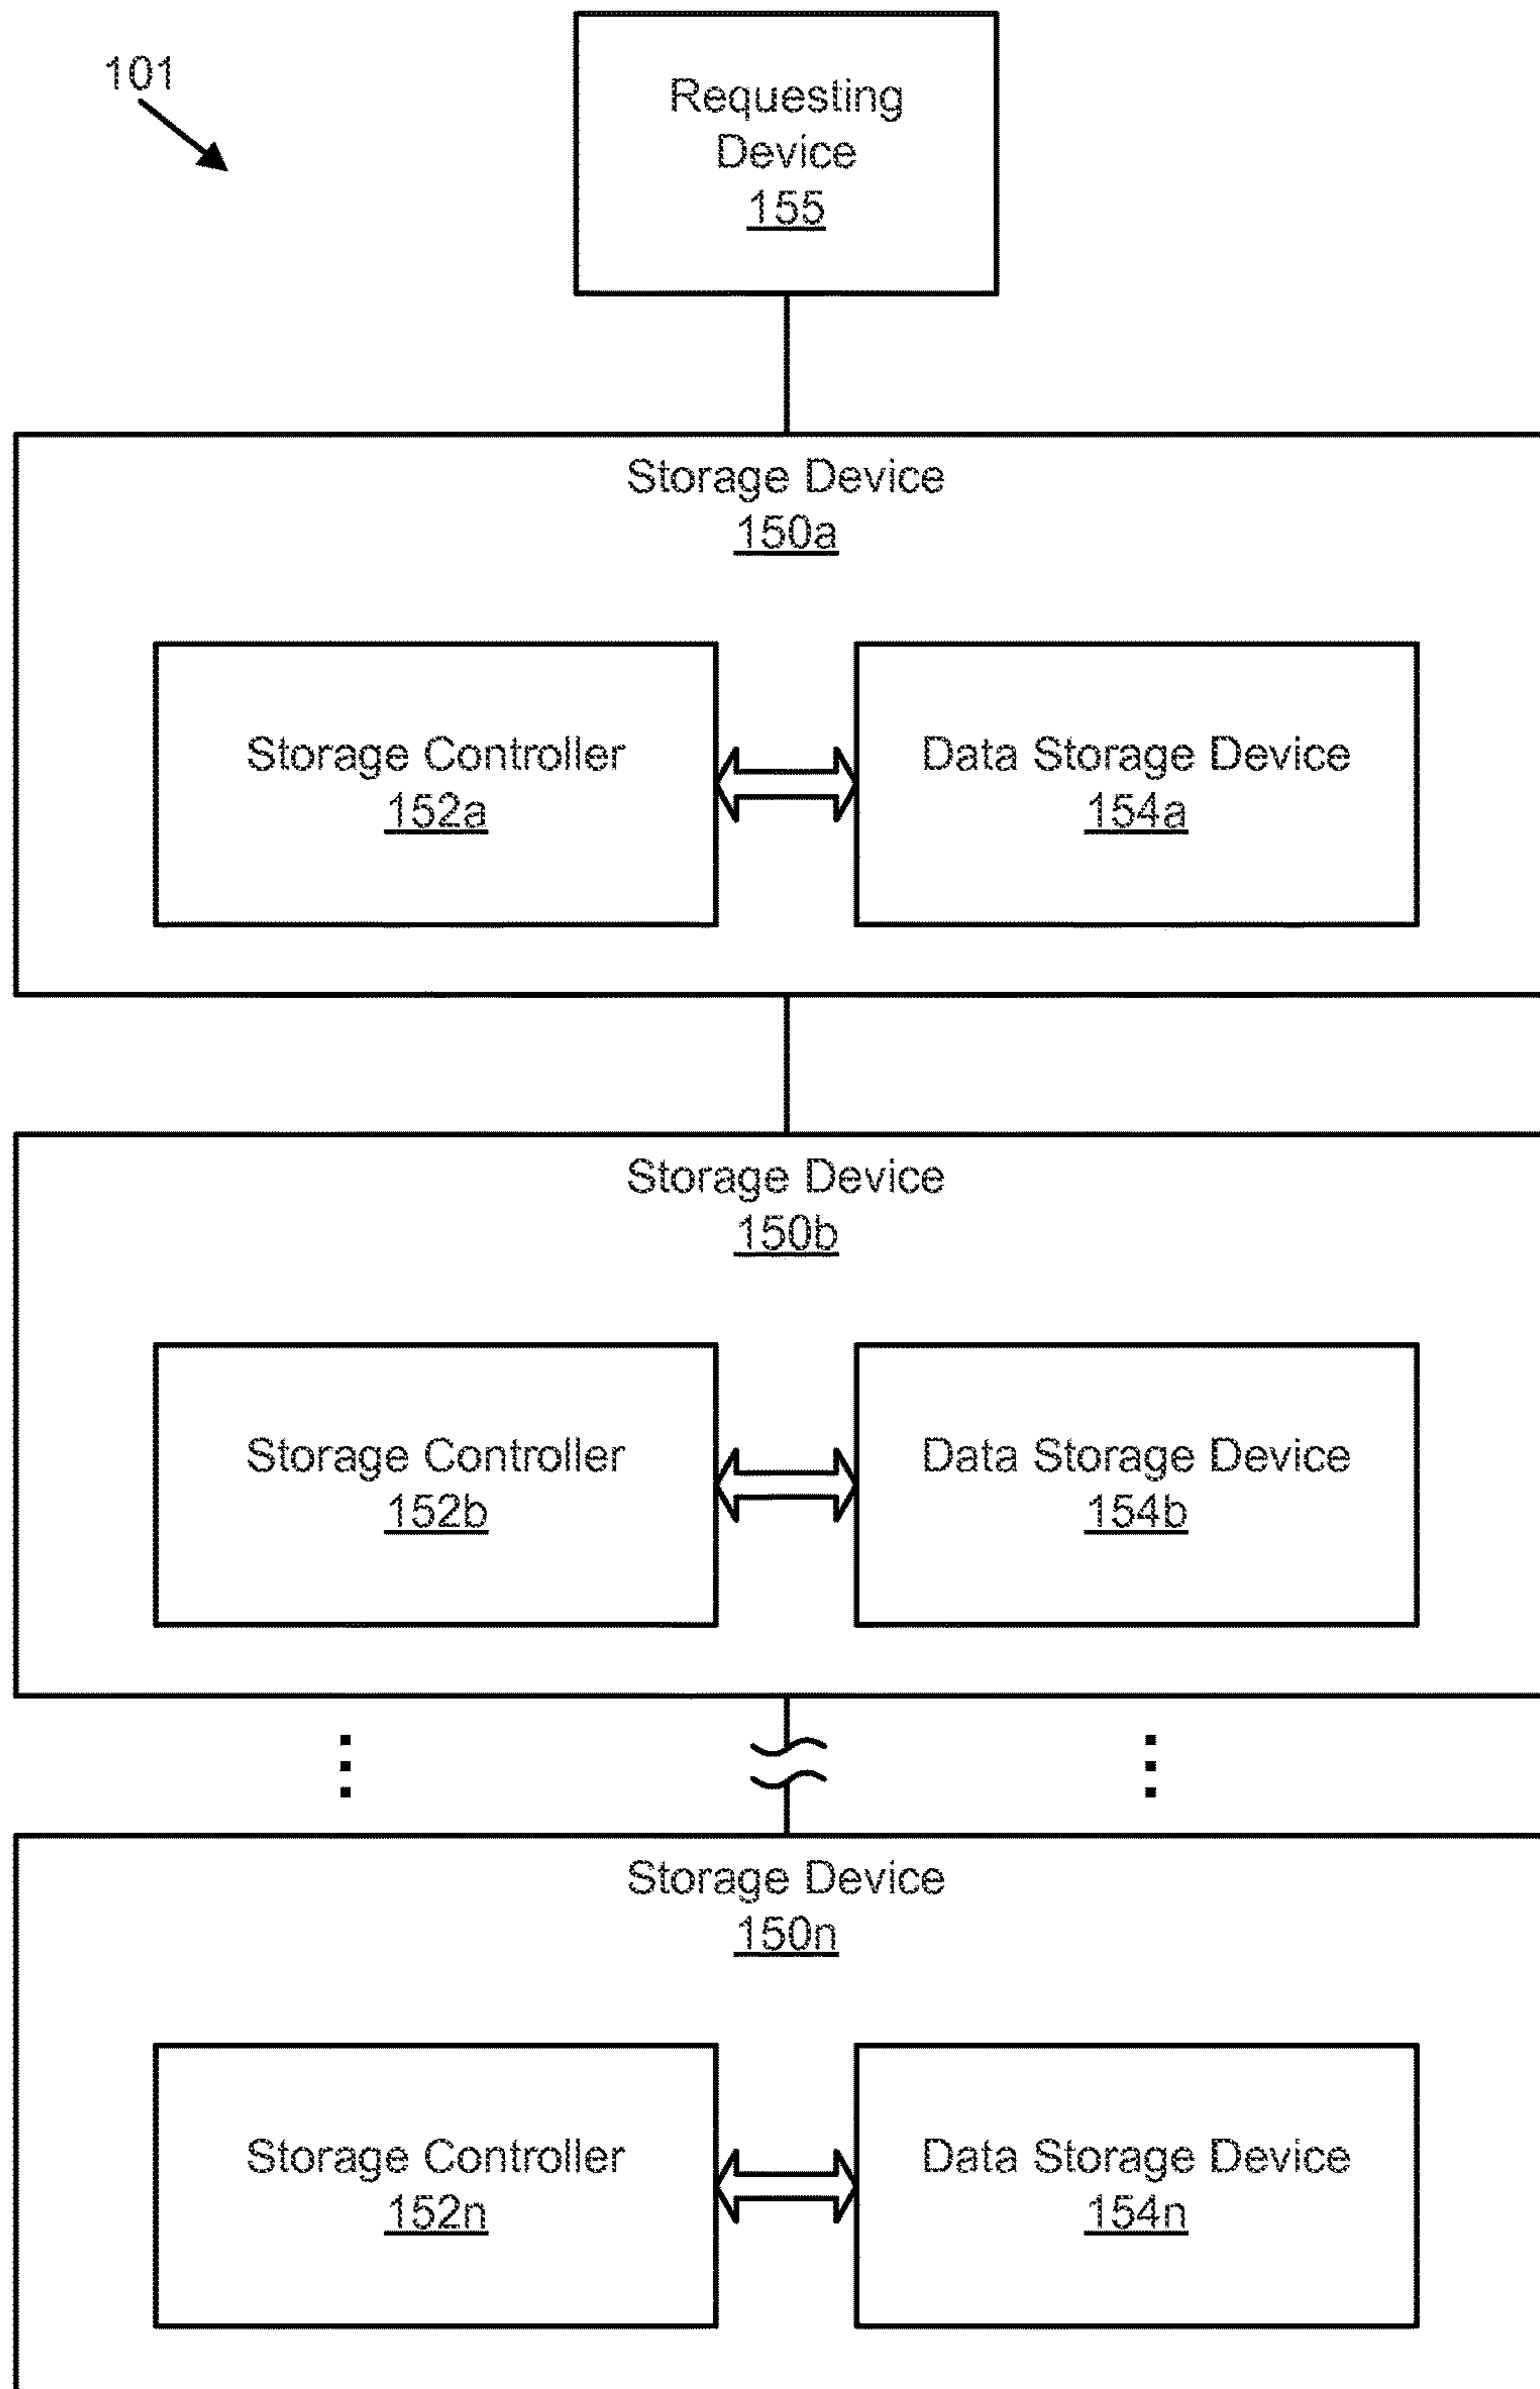 101
Requesting
Device
155
Storage Device
150a
Storage Controller
152a
Data Storage Device
154a
Storage Device
150b
Storage Controller
152b
Data Storage Device
154b
Storage Device
150n
Storage Controller
152n
Data Storage Device
154n